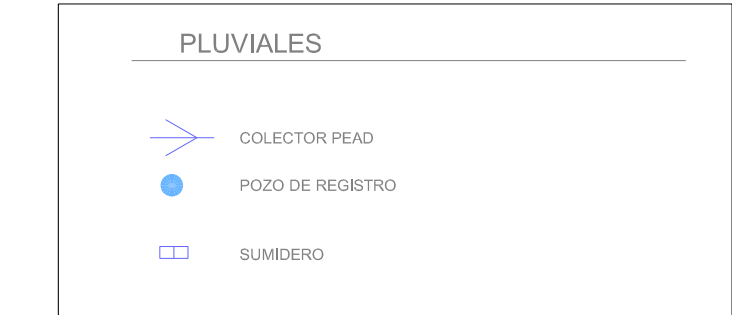 PLUVIALES
COLECTOR PEAD
POZO DE REGISTRO
SUMIDERO